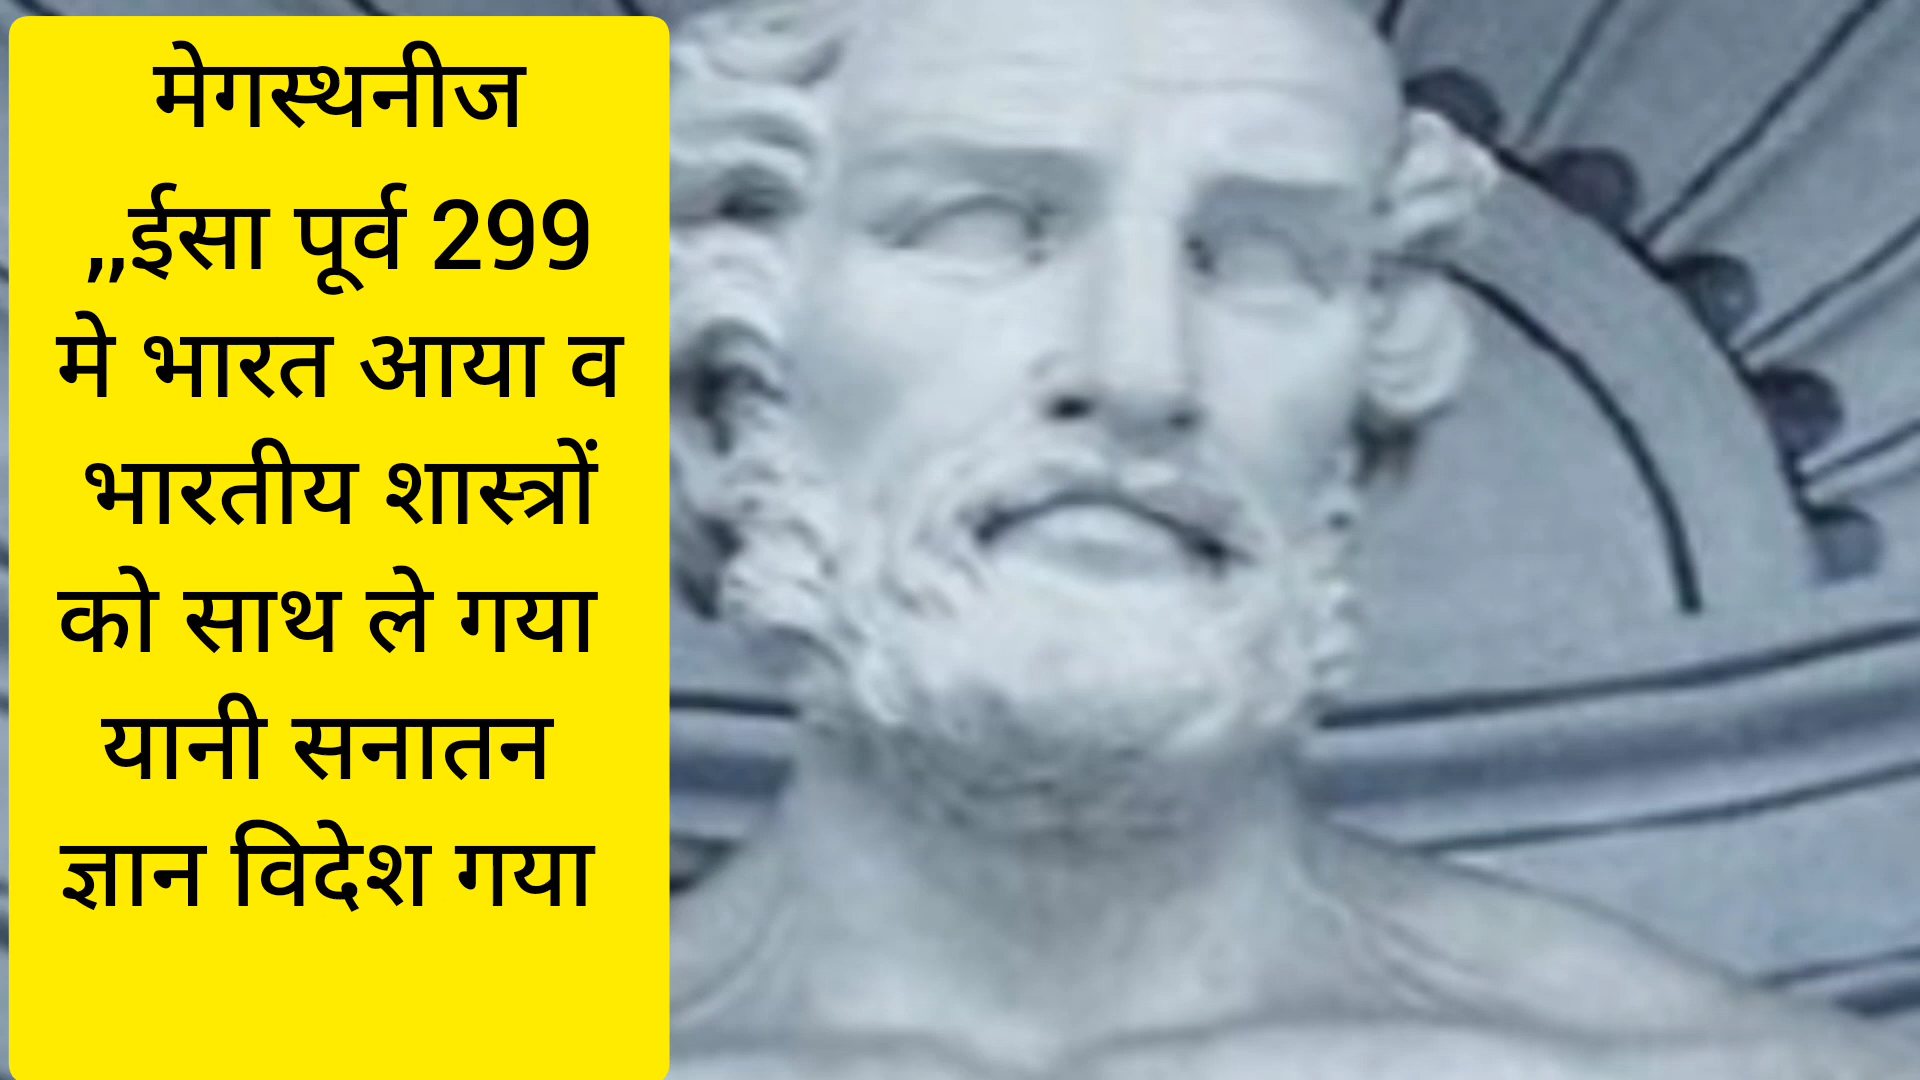 मेगस्थनीज
,,ईसा पूर्व 299
मे भारत आया व
भारतीय शास्त्रों
को साथ ले गया
यानी सनातन
ज्ञान विदेश गया